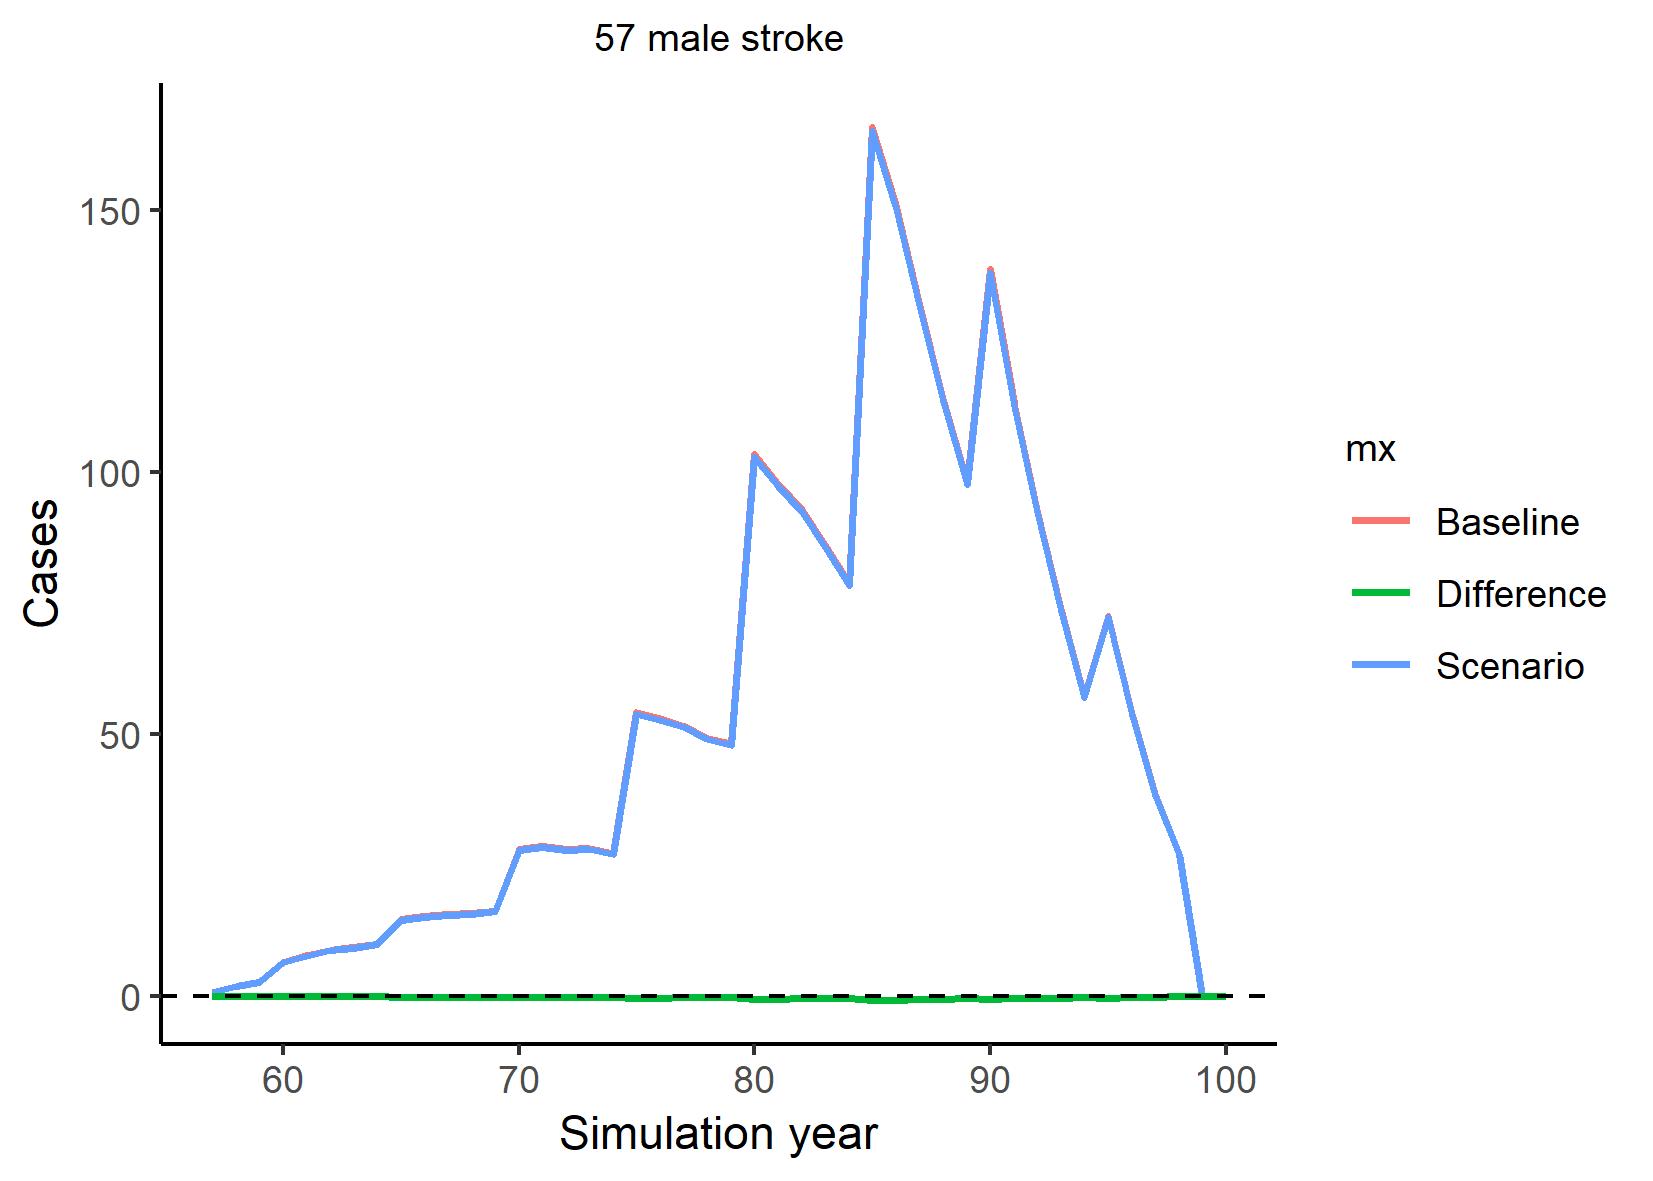 57 male stroke
150
100
50
0
Cases
60 70 80 90 100
Simulation year
mx
Baseline
Difference
Scenario